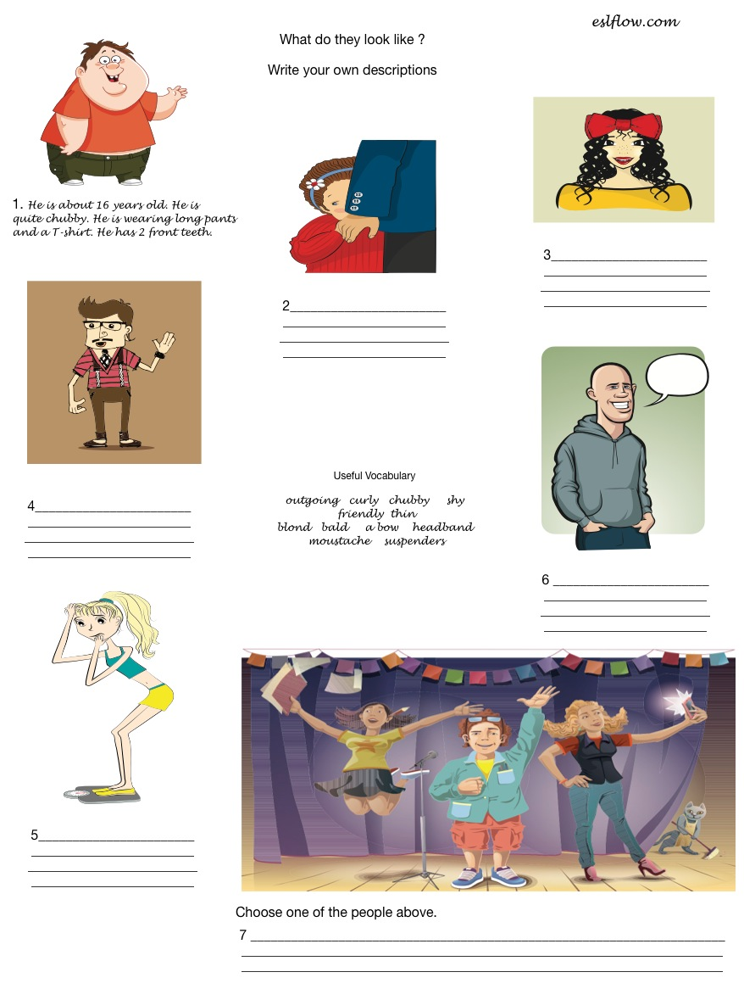 eslflow.com
What do they look like ?
Write your own descriptions
1. He is about 16 years old. He is
quite chubby. He is wearing long pants
and a T-shirt. He has 2 front teeth.
2
3
4
Useful Vocabulary
outgoing curly chubby shy
friendly thin
blond bald a bow headband
moustache suspenders
5
6
Choose one of the people above.
7